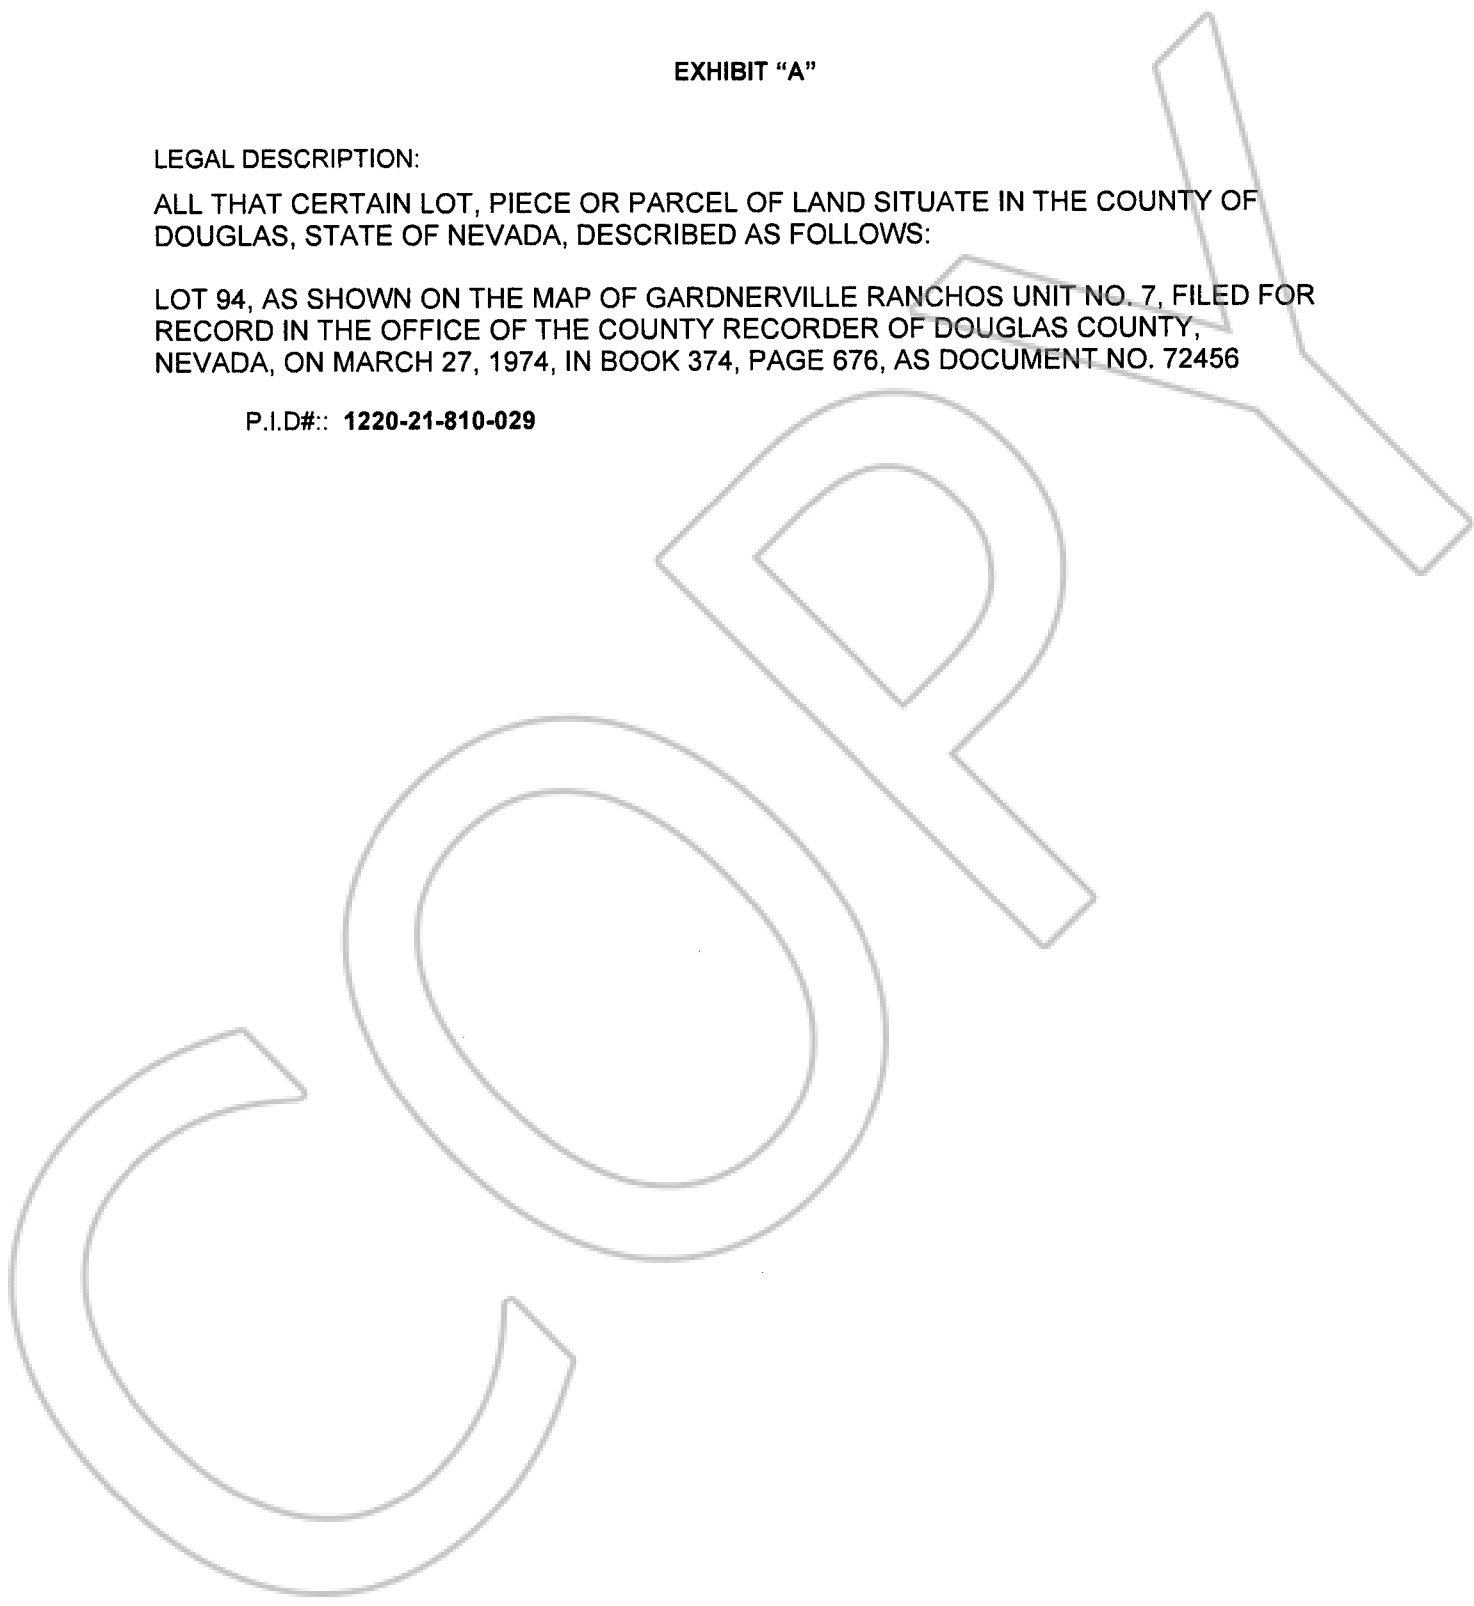 EXHIBIT “A”
LEGAL DESCRIPTION:
ALL THAT CERTAIN LOT, PIECE OR PARCEL OF LAND SITUATE IN THE COUNTY OF
DOUGLAS, STATE OF NEVADA, DESCRIBED AS FOLLOWS:
LOT 94, AS SHOWN ON THE MAP OF GARDNERVILLE RANCHOS UNIT NO. 7, FILED FOR
RECORD IN THE OFFICE OF THE COUNTY RECORDER OF DOUGLAS COUNTY,
NEVADA, ON MARCH 27, 1974, IN BOOK 374, PAGE 676, AS DOCUMENT NO. 72456
P.I.D#:: 1220-21-810-029
COPY